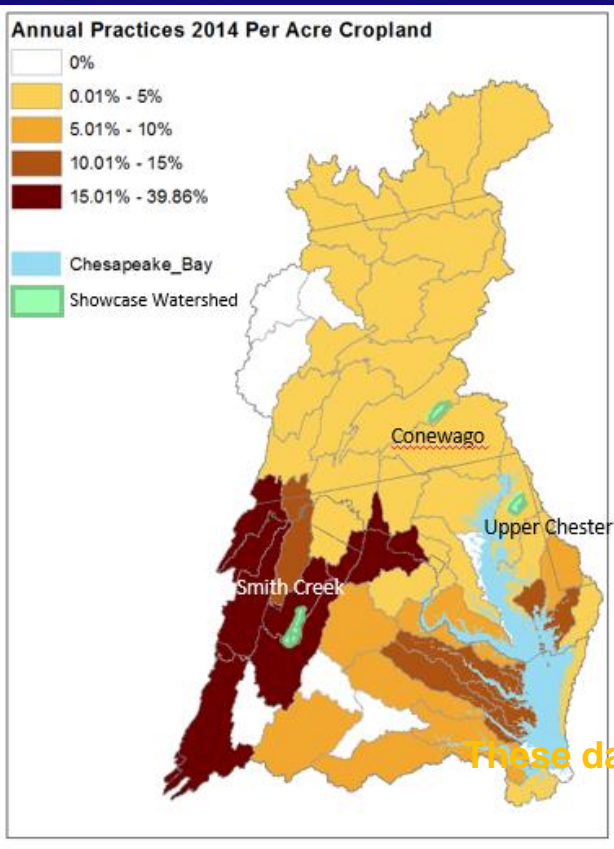 Annual Practices 2014 Per Acre Cropland
0%
0.01% - 5%
5.01% - 10%
10.01% - 15%
15.01% - 39.86%
Chesapeake_Bay
Showcase Watershed
Conewago
Upper Chester
Smith Creek
These da